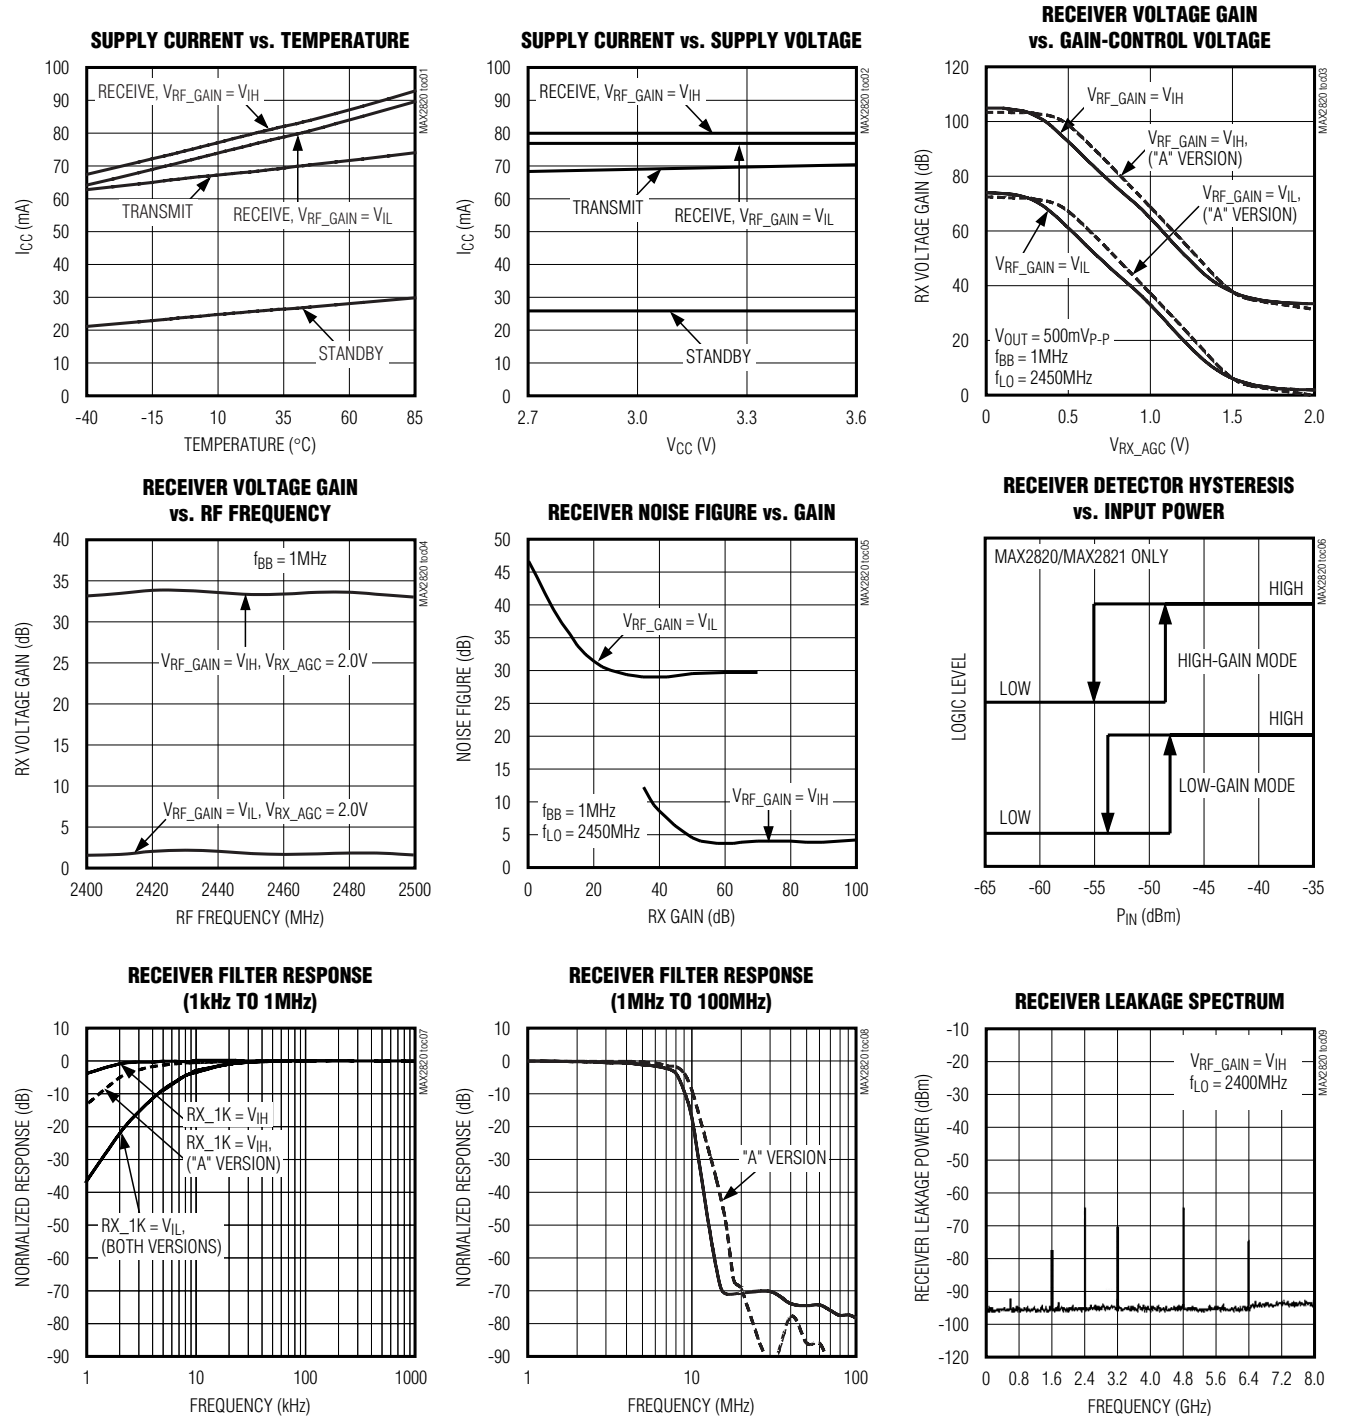 SUPPLY CURRENT vs. TEMPERATURE
100
90
80
70
60
50
40
30
20
10
0
ICC (mA)
RECEIVE, VRF_GAIN = VIH
TRANSMIT
RECEIVE, VRF_GAIN = VIL
STANDBY
MAX2820 toc01
-40 -15 10 35 60 85
TEMPERATURE (°C)
SUPPLY CURRENT vs. SUPPLY VOLTAGE
100
90
80
70
60
50
40
30
20
10
0
ICC (mA)
RECEIVE, VRF_GAIN = VIH
TRANSMIT
RECEIVE, VRF_GAIN = VIL
STANDBY
MAX2820 toc02
2.7 3.0 3.3 3.6
VCC (V)
RECEIVER VOLTAGE GAIN
vs. GAIN-CONTROL VOLTAGE
120
100
80
60
40
20
0
RX VOLTAGE GAIN (dB)
VRF_GAIN = VIH
VRF_GAIN = VIH,
("A" VERSION)
VRF_GAIN = VIL,
("A" VERSION)
VRF_GAIN = VIL
VOUT = 500mVP-P
fBB = 1MHz
fLO = 2450MHz
MAX2820 toc03
0 0.5 1.0 1.5 2.0
VRX_AGC (V)
RECEIVER VOLTAGE GAIN
vs. RF FREQUENCY
40
35
30
25
20
15
10
5
0
RX VOLTAGE GAIN (dB)
fBB = 1MHz
VRF_GAIN = VIH, VRX_AGC = 2.0V
VRF_GAIN = VIL, VRX_AGC = 2.0V
MAX2820 toc04
2400 2420 2440 2460 2480 2500
RF FREQUENCY (MHz)
RECEIVER NOISE FIGURE vs. GAIN
50
45
40
35
30
25
20
15
10
5
0
NOISE FIGURE (dB)
VRF_GAIN = VIL
VRF_GAIN = VIH
fBB = 1MHz
fLO = 2450MHz
MAX2820 toc05
0 20 40 60 80 100
RX GAIN (dB)
RECEIVER DETECTOR HYSTERESIS
vs. INPUT POWER
LOGIC LEVEL
MAX2820/MAX2821 ONLY
HIGH
HIGH-GAIN MODE
LOW
HIGH
LOW-GAIN MODE
LOW
MAX2820 toc06
-65 -60 -55 -50 -45 -40 -35
PIN (dBm)
RECEIVER FILTER RESPONSE
(1kHz TO 1MHz)
10
0
-10
-20
-30
-40
-50
-60
-70
-80
-90
NORMALIZED RESPONSE (dB)
RX_1K = VIH
RX_1K = VIH,
("A" VERSION)
RX_1K = VIL,
(BOTH VERSIONS)
MAX2820 toc07
1 10 100 1000
FREQUENCY (kHz)
RECEIVER FILTER RESPONSE
(1MHz TO 100MHz)
10
0
-10
-20
-30
-40
-50
-60
-70
-80
-90
NORMALIZED RESPONSE (dB)
"A" VERSION
MAX2820 toc08
1 10 100
FREQUENCY (MHz)
RECEIVER LEAKAGE SPECTRUM
-10
-20
-30
-40
-50
-60
-70
-80
-90
-100
-120
RECEIVER LEAKAGE POWER (dBm)
VRF_GAIN = VIH
fLO = 2400MHz
MAX2820 toc09
0 0.8 1.6 2.4 3.2 4.0 4.8 5.6 6.4 7.2 8.0
FREQUENCY (GHz)